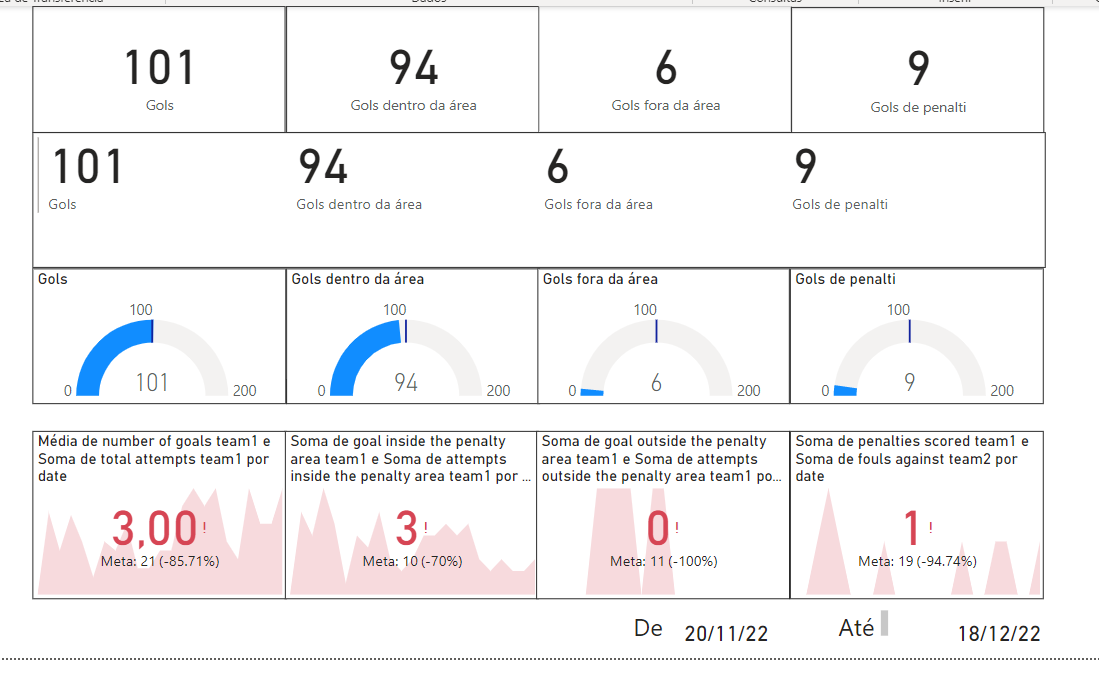 Dados
Consultas
101
Gols
94
Gols dentro da área
6
Gols fora da área
9
Gols de penalti
101
Gols
94
Gols dentro da área
6
Gols fora da área
9
Gols de penalti
Gols
100
0
101
200
Gols dentro da área
100
0
94
200
Gols fora da área
100
0
6
200
Gols de penalti
100
0
9
200
Média de number of goals team1 e
Soma de total attempts team1 por
date
3,00!
Meta: 21 (-85.71%)
Soma de goal inside the penalty
area team1 e Soma de attempts
inside the penalty area team1 por ...
3!
Meta: 10 (-70%)
Soma de goal outside the penalty
area team1 e Soma de attempts
outside the penalty area team1 po...
0!
Meta: 11 (-100%)
Soma de penalties scored team1 e
Soma de fouls against team2 por
date
1!
Meta: 19 (-94.74%)
De 20/11/22 Até 18/12/22